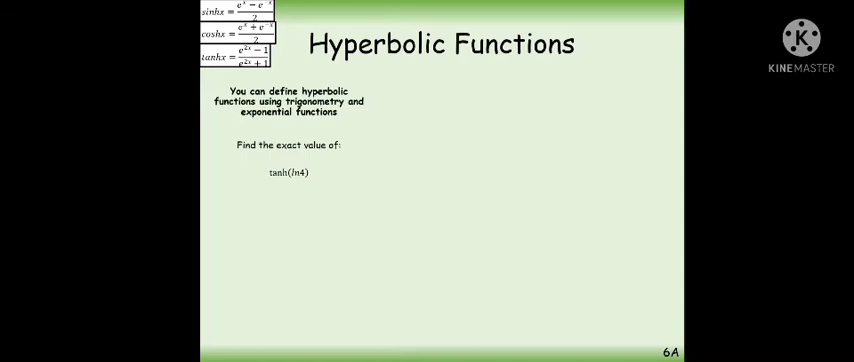 sinhx = (e^x − e^−x)/2
coshx = (e^x + e^−x)/2
tanhx = (e^2x − 1)/(e^2x + 1)
Hyperbolic Functions
K
KINEMASTER
You can define hyperbolic
functions using trigonometry and
exponential functions
Find the exact value of:
tanh(ln4)
6A